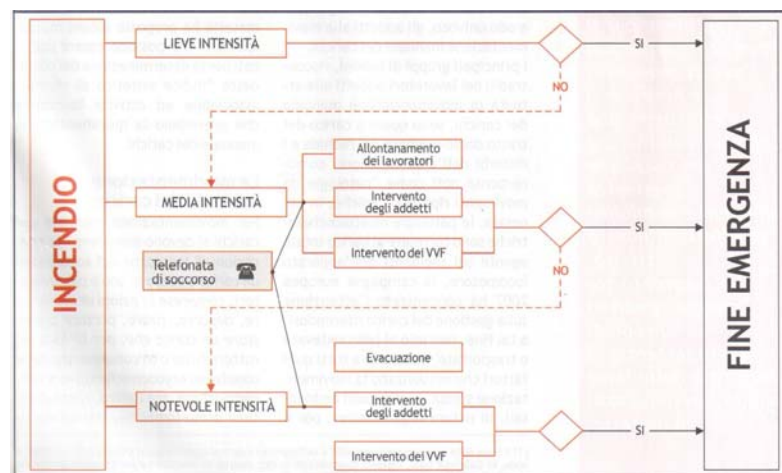 INCENDIO
LIEVE INTENSITÀ
SI
NO
Allontanamento
dei lavoratori
MEDIA INTENSITÀ
Intervento
degli addetti
SI
Intervento dei VVF
Telefonata
di soccorso
NO
Evacuazione
NOTEVOLE INTENSITÀ
Intervento
degli addetti
SI
Intervento dei VVF
FINE EMERGENZA